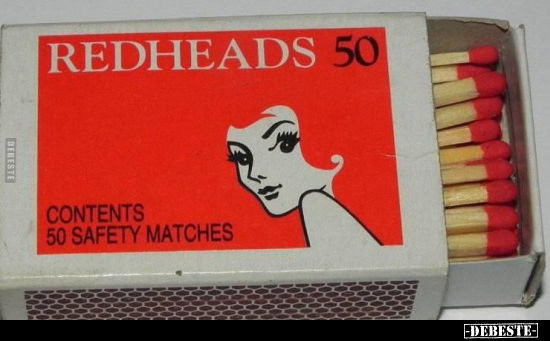 REDHEADS 50
CONTENTS
50 SAFETY MATCHES
DEBESTE
-DEBESTE-